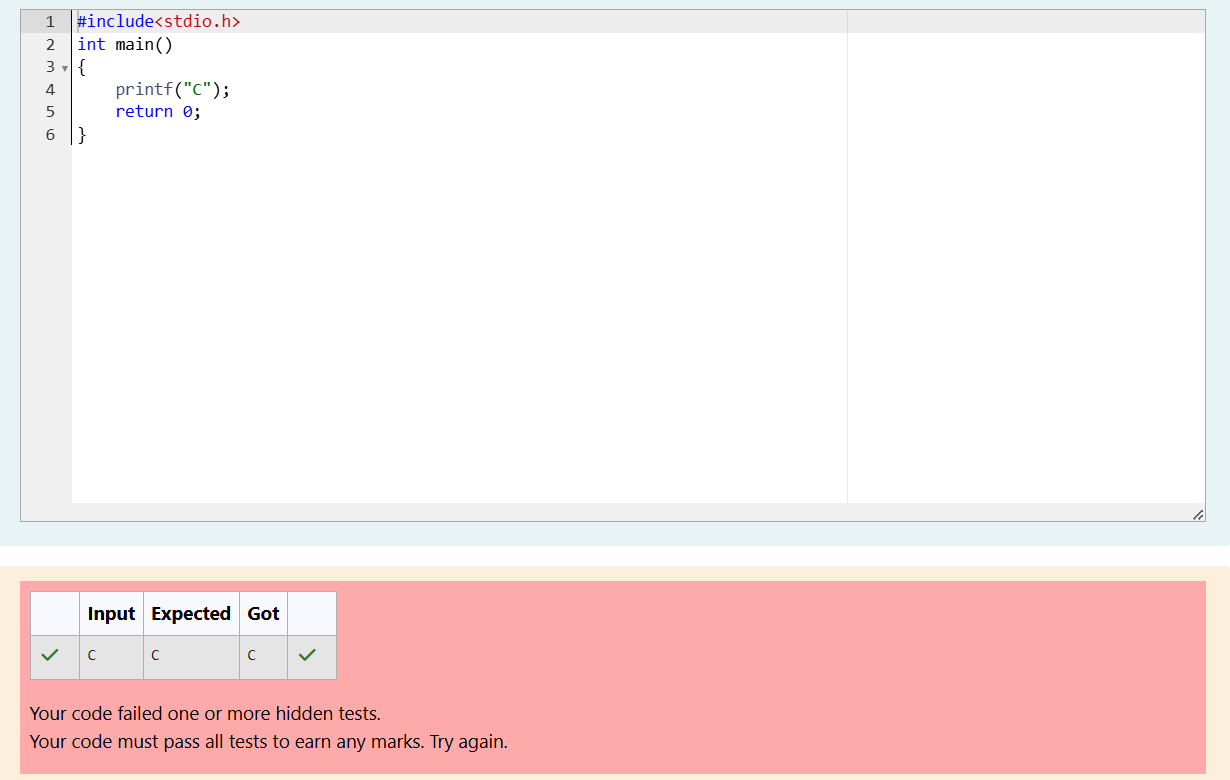 1 #include<stdio.h>
2 int main()
3 {
4     printf("C");
5     return 0;
6 }
Input Expected Got
C C C
Your code failed one or more hidden tests.
Your code must pass all tests to earn any marks. Try again.